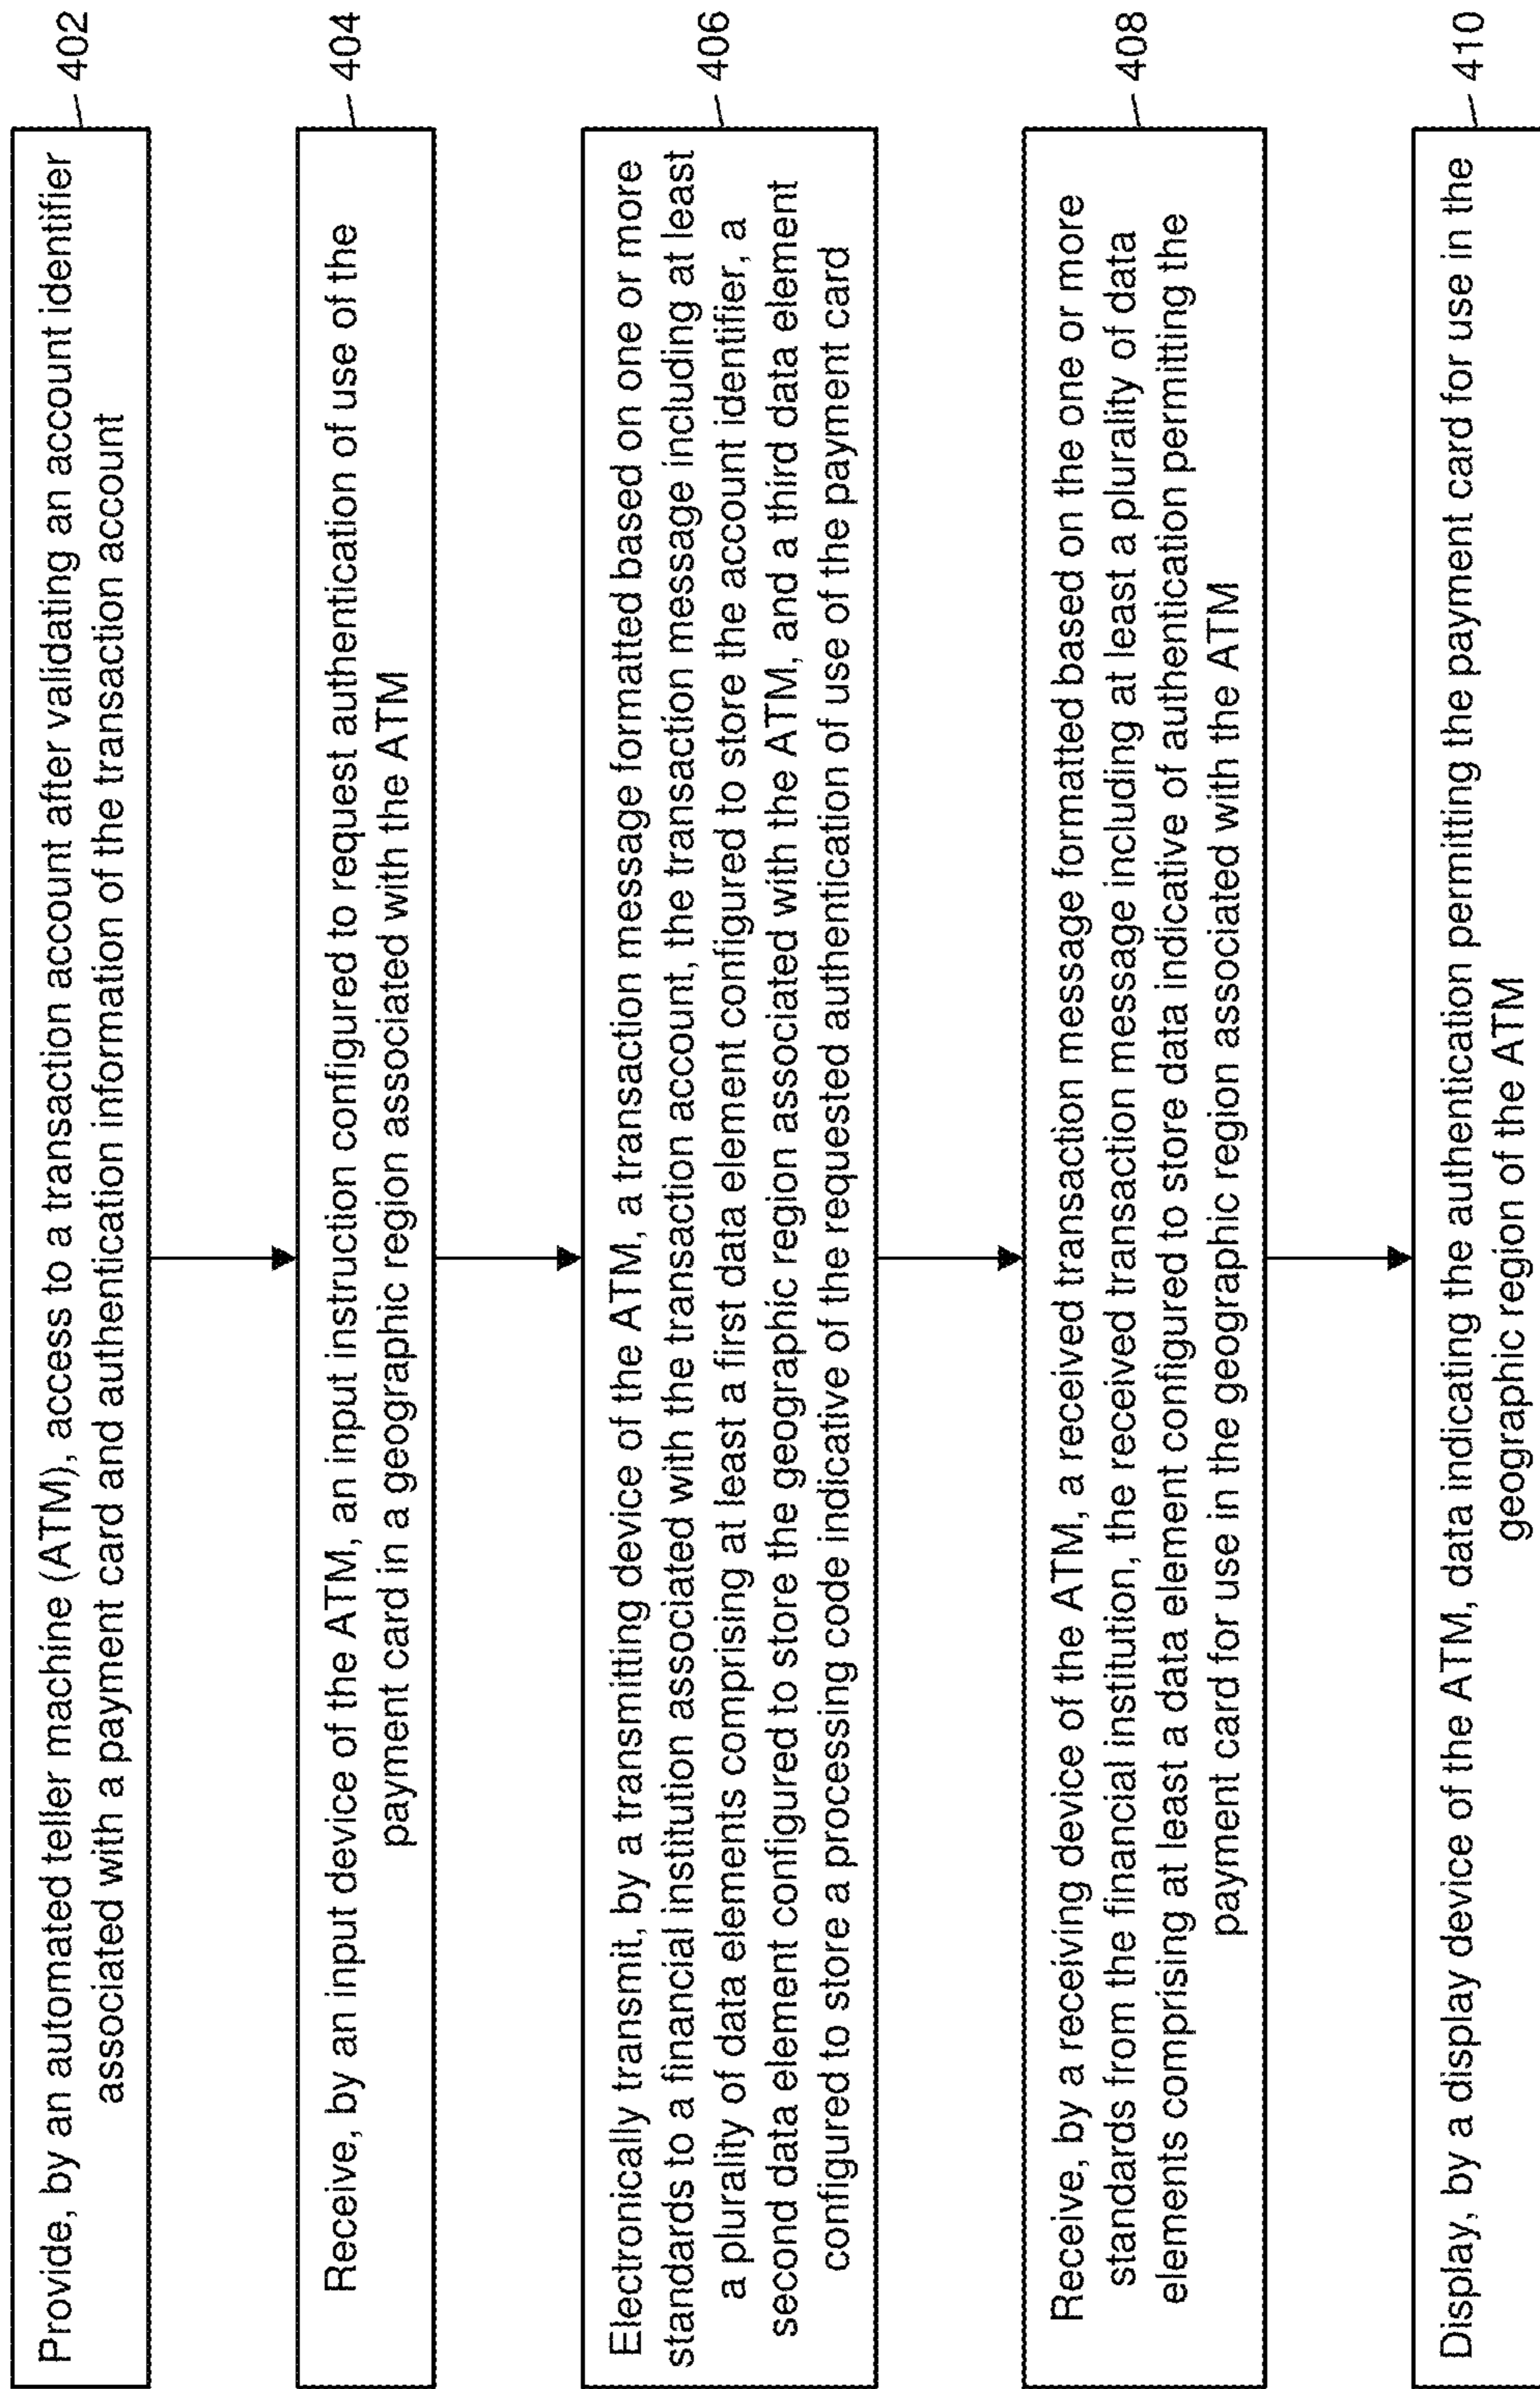 Provide, by an automated teller machine (ATM), access to a transaction account after validating an account identifier
associated with a payment card and authentication information of the transaction account
402
Receive, by an input device of the ATM, an input instruction configured to request authentication of use of the
payment card in a geographic region associated with the ATM
404
Electronically transmit, by a transmitting device of the ATM, a transaction message formatted based on one or more
standards to a financial institution associated with the transaction account, the transaction message including at least
a plurality of data elements comprising at least a first data element configured to store the account identifier, a
second data element configured to store the geographic region associated with the ATM, and a third data element
configured to store a processing code indicative of the requested authentication of use of the payment card
406
Receive, by a receiving device of the ATM, a received transaction message formatted based on the one or more
standards from the financial institution, the received transaction message including at least a plurality of data
elements comprising at least a data element configured to store data indicative of authentication permitting the
payment card for use in the geographic region associated with the ATM
408
Display, by a display device of the ATM, data indicating the authentication permitting the payment card for use in the
geographic region of the ATM
410